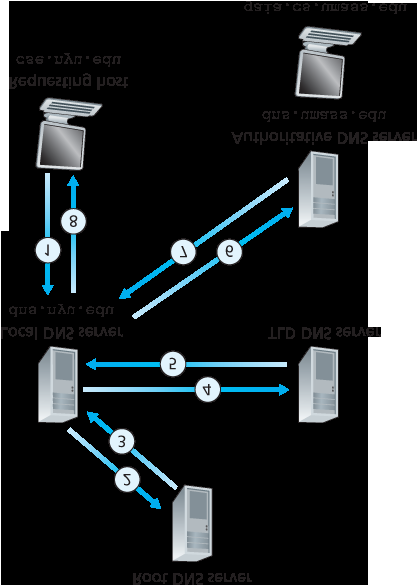 Root DNS server
2
3
4
5
Local DNS server
TLD DNS server
dns.nyu.edu
1
7
6
8
Authoritative DNS server
dns.umass.edu
Requesting host
cse.nyu.edu
gaia.cs.umass.edu